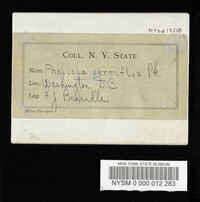 NYSd1208
COLL. N. Y. STATE
Nom. Pholiota vermiflua Pk
Loc. Washington D C
Leg. F. J. Braendle
NEW YORK STATE MUSEUM
NYSM 0 000 012 283